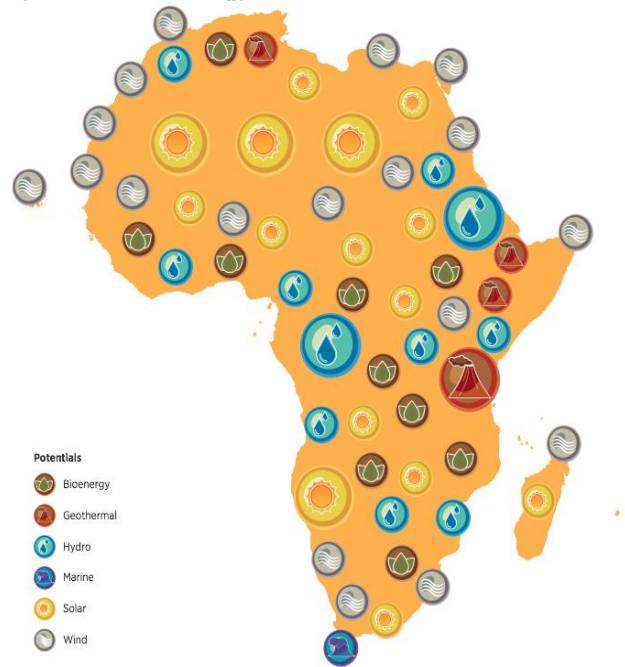 Potentials
Bioenergy
Geothermal
Hydro
Marine
Solar
Wind